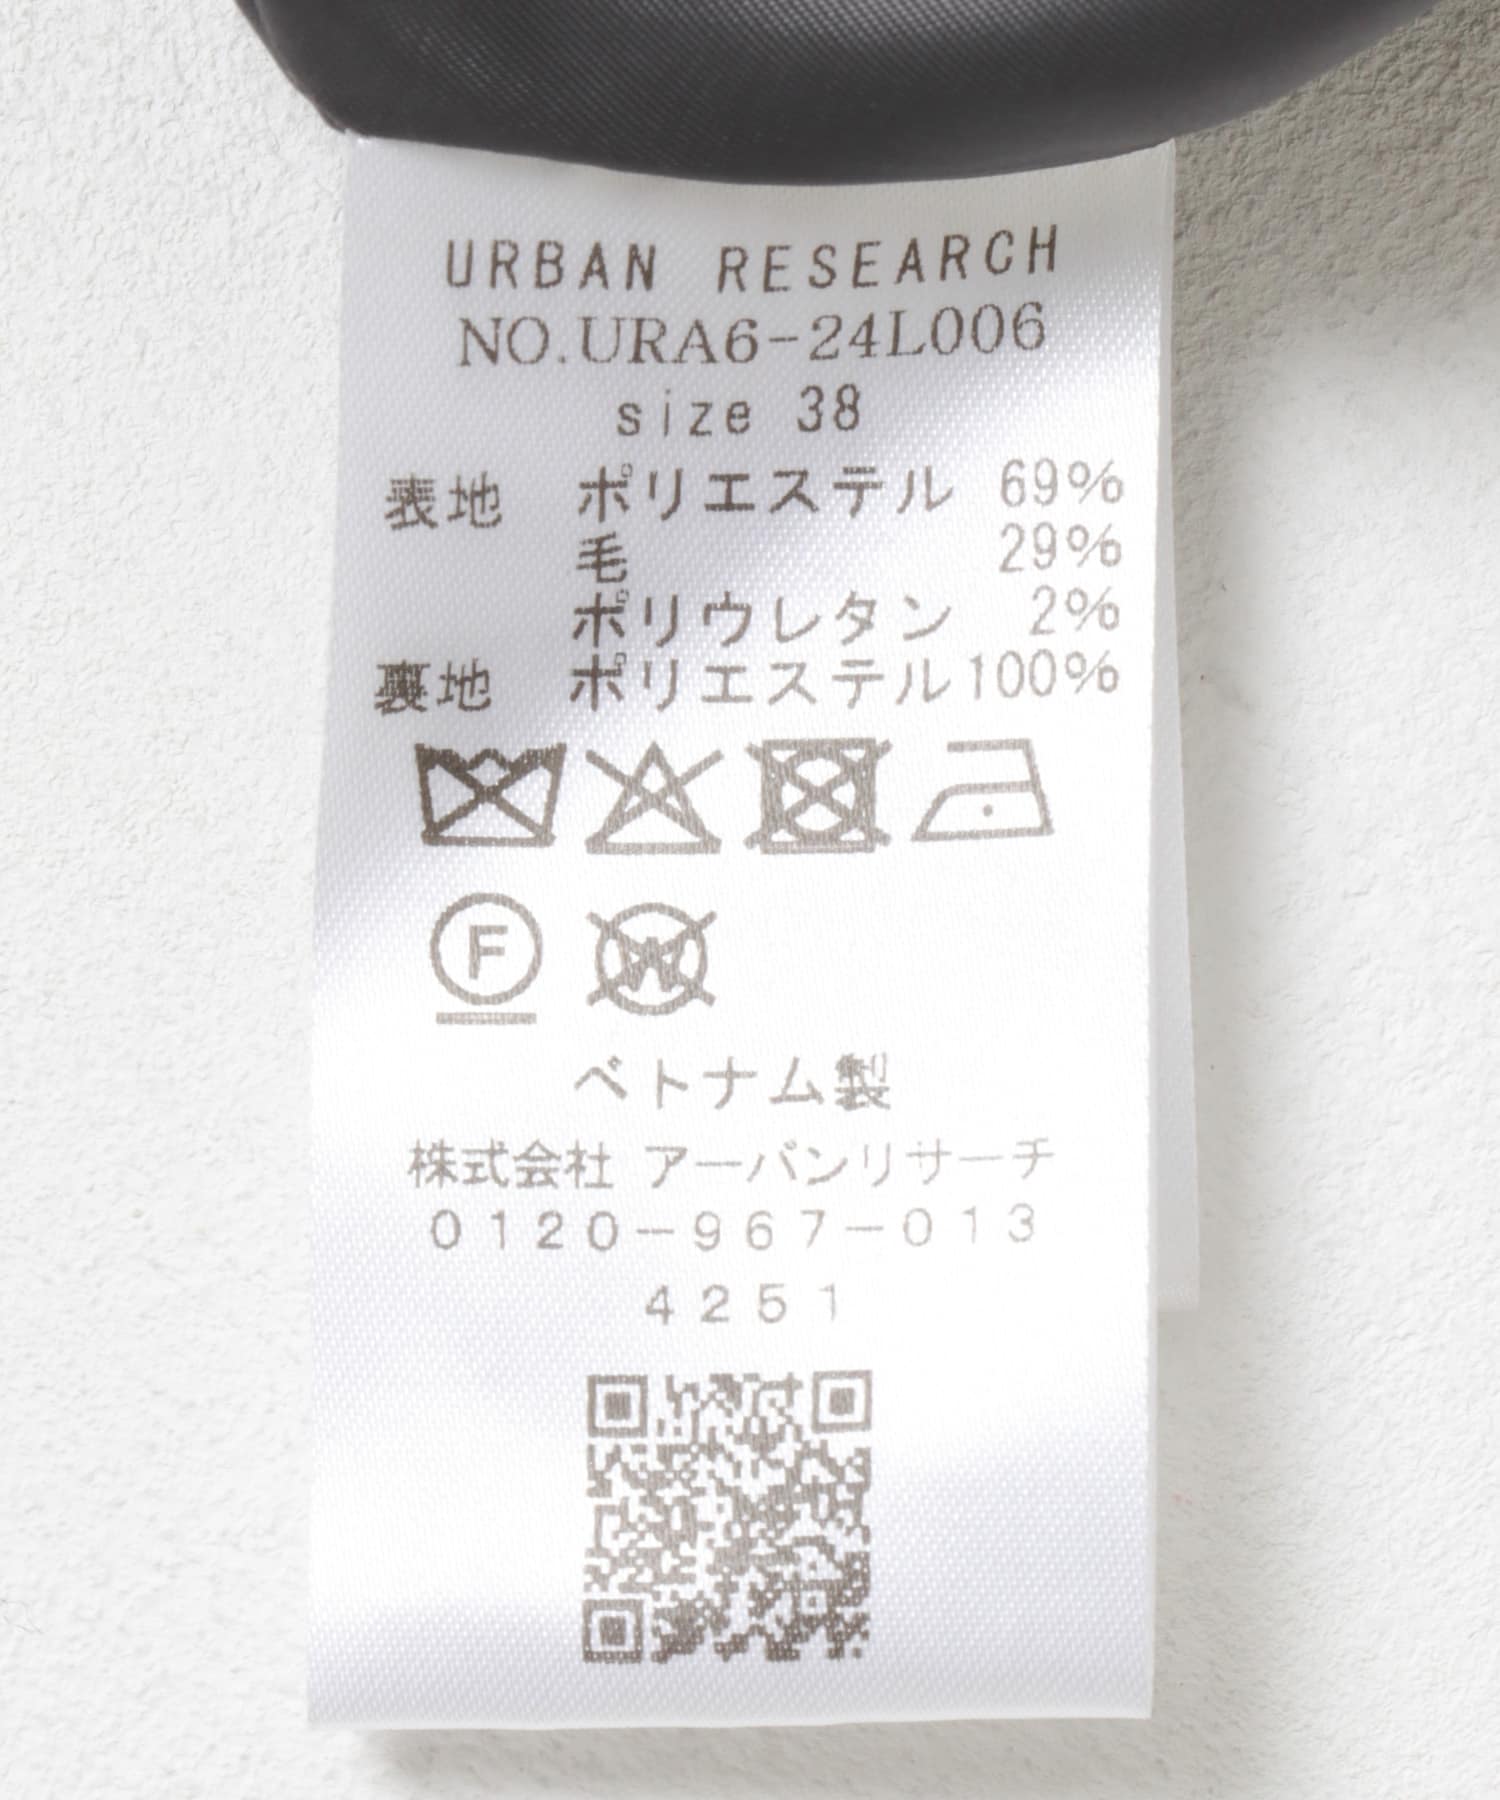 URBAN RESEARCH
NO.URA6-24L006
size 38
表地 ポリエステル 69%
毛 29%
ポリウレタン 2%
裏地 ポリエステル100%
F
W
ベトナム製
株式会社 アーバンリサーチ
0120-967-013
4251